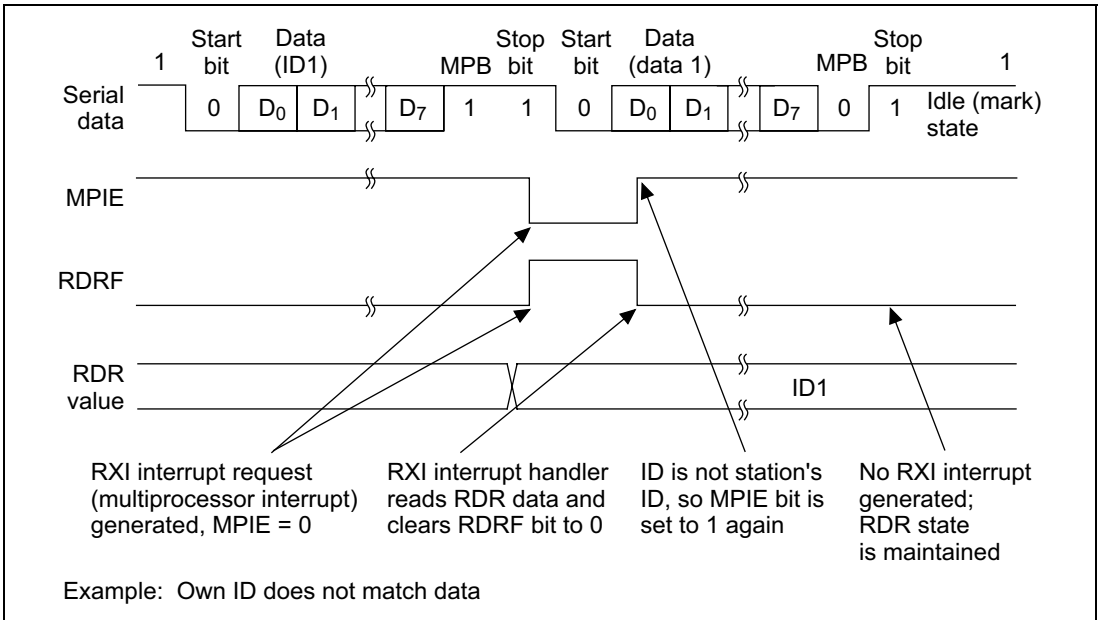 Start Data Stop Start Data Stop
1 bit (ID1) MPB bit bit (data 1) MPB bit 1
Serial data 0 D0 D1 D7 1 1 0 D0 D1 D7 0 1 Idle (mark) state
MPIE
RDRF
RDR
value
ID1
RXI interrupt request
(multiprocessor interrupt)
generated, MPIE = 0
RXI interrupt handler
reads RDR data and
clears RDRF bit to 0
ID is not station's
ID, so MPIE bit is
set to 1 again
No RXI interrupt
generated;
RDR state
is maintained
Example: Own ID does not match data